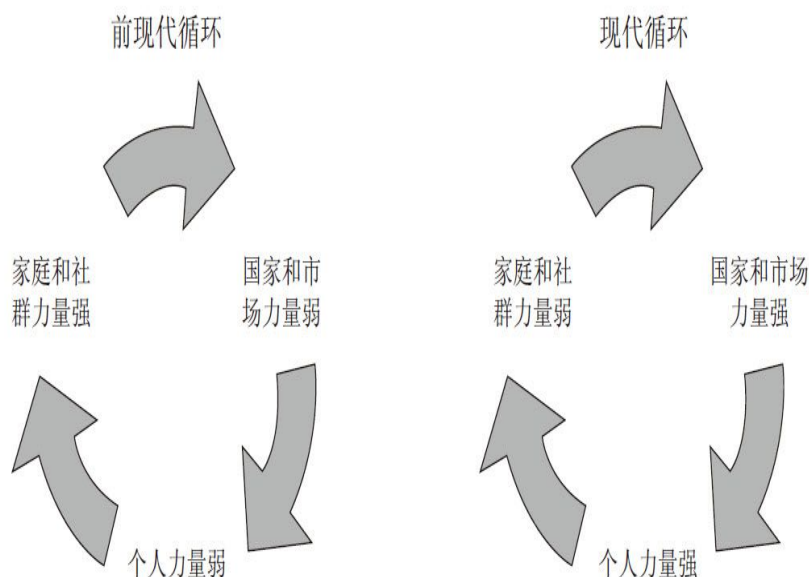 前现代循环
现代循环
家庭和社
群力量强
国家和市
场力量弱
家庭和社
群力量弱
国家和市场
力量强
个人力量弱
个人力量强